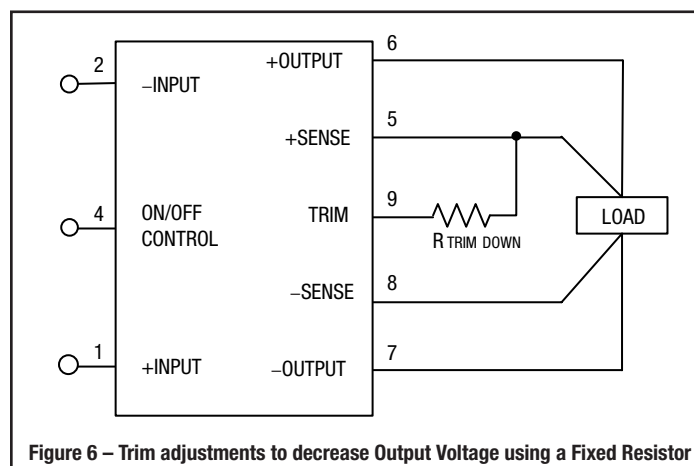 6
2
+OUTPUT
–INPUT
5
+SENSE
4
ON/OFF
CONTROL
9
TRIM
LOAD
R TRIM DOWN
8
–SENSE
1
+INPUT
7
–OUTPUT
Figure 6 – Trim adjustments to decrease Output Voltage using a Fixed Resistor